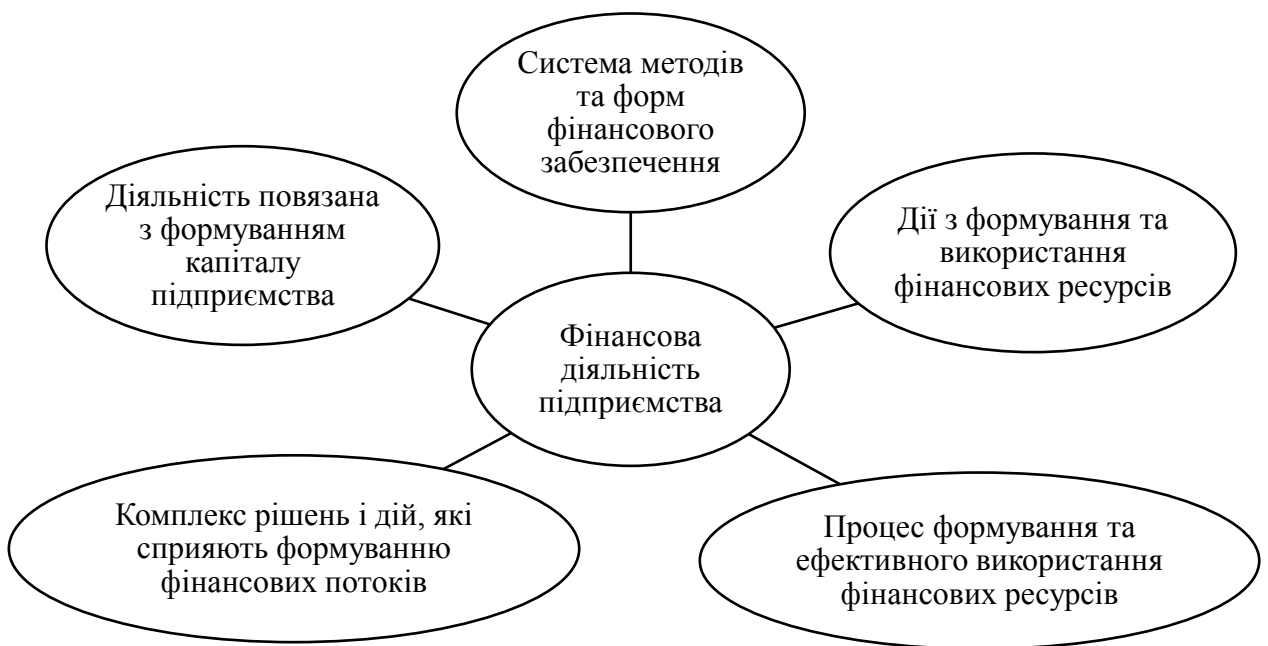 Система методів
та форм
фінансового
забезпечення
Діяльність повязана
з формуванням
капіталу
підприємства
Дії з формування та
використання
фінансових ресурсів
Фінансова
діяльність
підприємства
Комплекс рішень і дій, які
сприяють формуванню
фінансових потоків
Процес формування та
ефективного використання
фінансових ресурсів